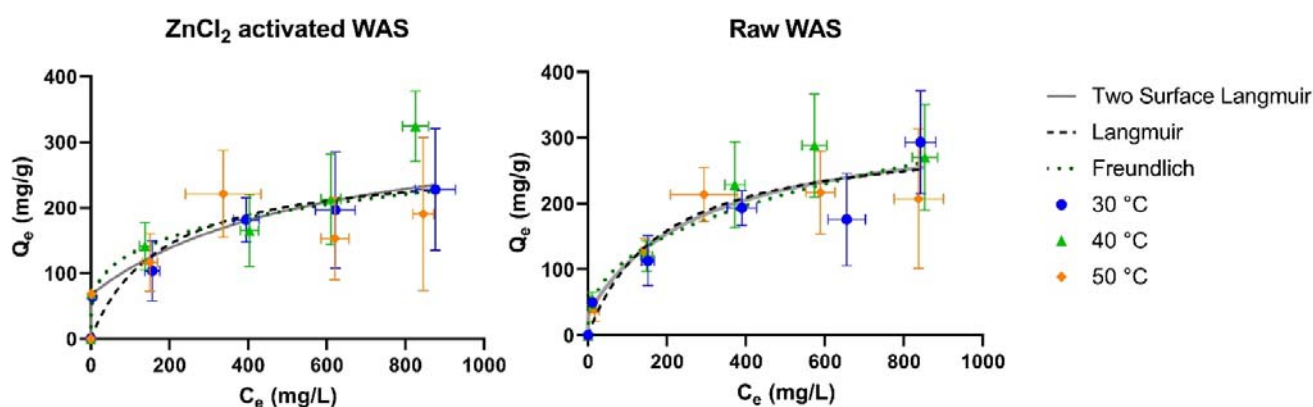 ZnCl₂ activated WAS
400
300
200
100
0
Qₑ (mg/g)
0 200 400 600 800 1000
Cₑ (mg/L)
Raw WAS
400
300
200
100
0
Qₑ (mg/g)
0 200 400 600 800 1000
Cₑ (mg/L)
Two Surface Langmuir
Langmuir
Freundlich
30 °C
40 °C
50 °C